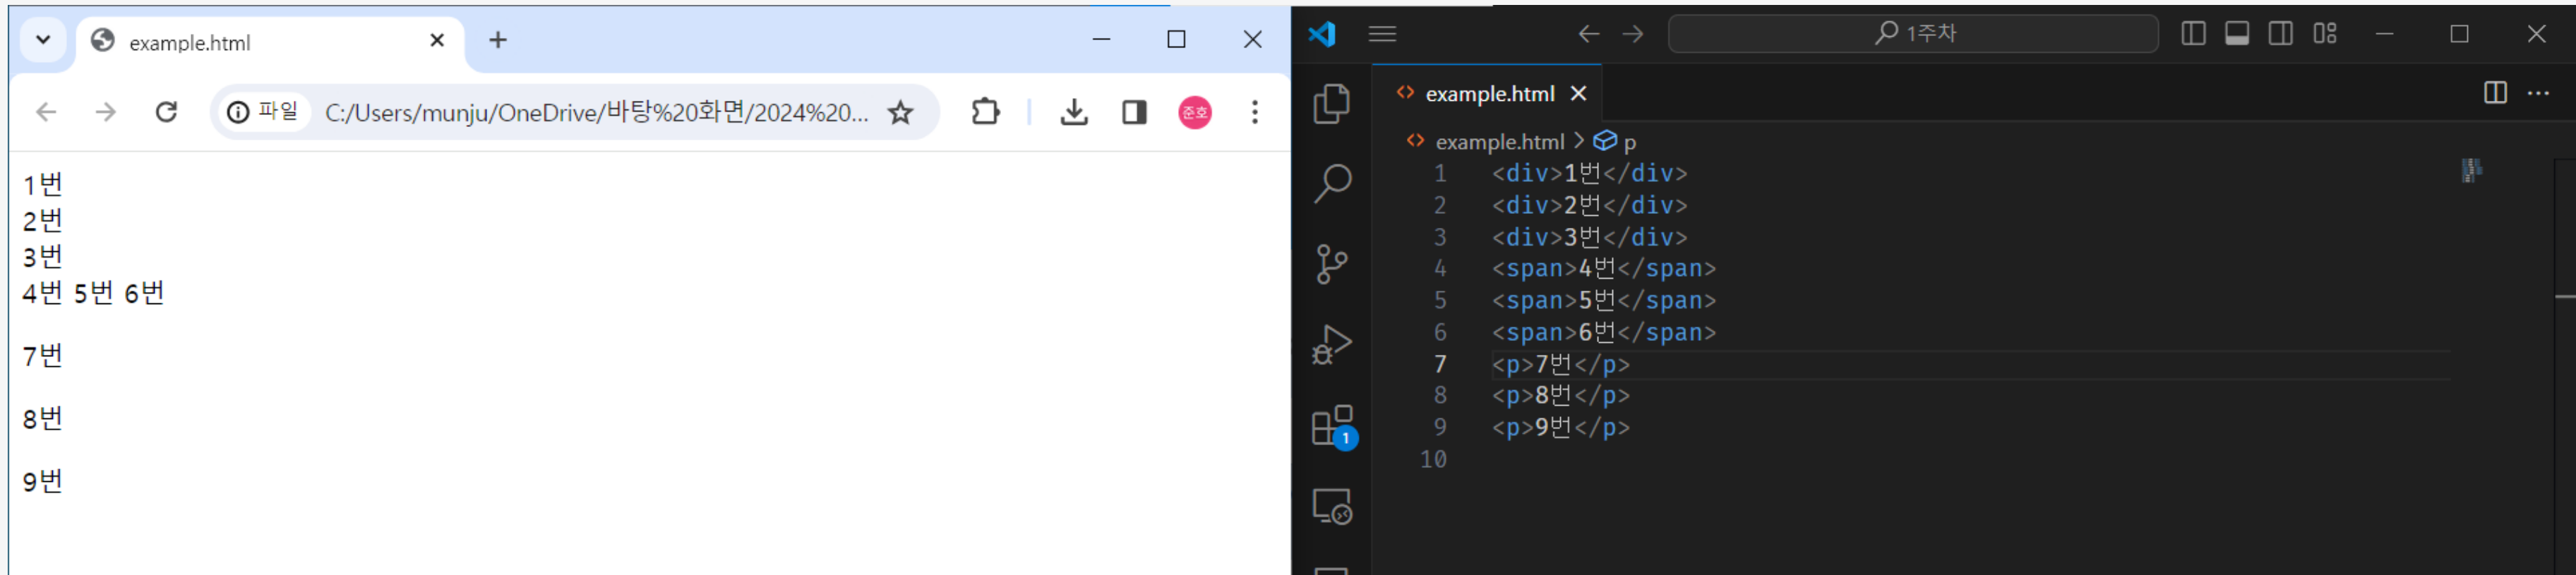 example.html
파일 C:/Users/munju/OneDrive/바탕%20화면/2024%20...
준호
1번
2번
3번
4번 5번 6번
7번
8번
9번
1주차
example.html
example.html > p
1 <div>1번</div>
2 <div>2번</div>
3 <div>3번</div>
4 <span>4번</span>
5 <span>5번</span>
6 <span>6번</span>
7 <p>7번</p>
8 <p>8번</p>
9 <p>9번</p>
10
1